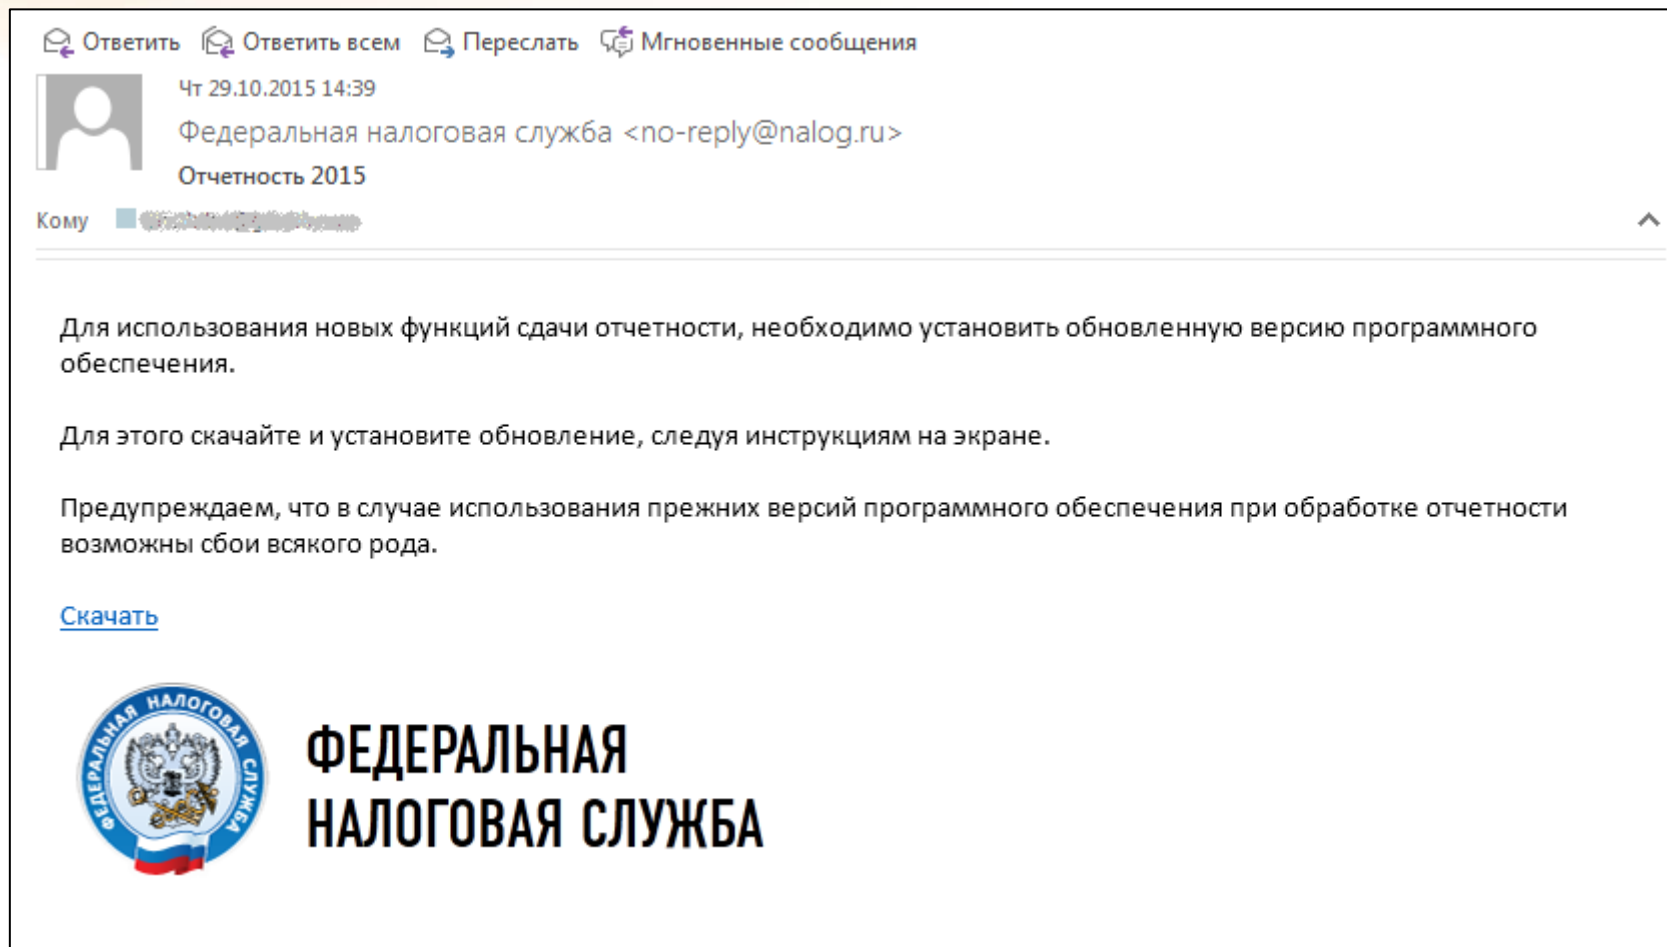 Ответить Ответить всем Переслать Мгновенные сообщения
Чт 29.10.2015 14:39
Федеральная налоговая служба <no-reply@nalog.ru>
Отчетность 2015
Кому
Для использования новых функций сдачи отчетности, необходимо установить обновленную версию программного
обеспечения.
Для этого скачайте и установите обновление, следуя инструкциям на экране.
Предупреждаем, что в случае использования прежних версий программного обеспечения при обработке отчетности
возможны сбои всякого рода.
Скачать
ФЕДЕРАЛЬНАЯ НАЛОГОВАЯ СЛУЖБА
ФЕДЕРАЛЬНАЯ
НАЛОГОВАЯ СЛУЖБА